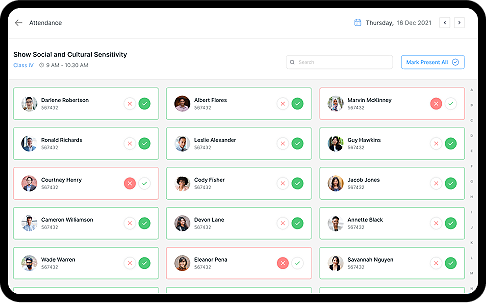 Attendance
Thursday, 16 Dec 2021
Show Social and Cultural Sensitivity
Class IV
9 AM - 10.30 AM
Search
Mark Present All
Darlene Robertson
567432
Albert Flores
567432
Marvin McKinney
567432
Ronald Richards
567432
Leslie Alexander
567432
Guy Hawkins
567432
Courtney Henry
567432
Cody Fisher
567432
Jacob Jones
567432
Cameron Williamson
567432
Devon Lane
567432
Annette Black
567432
Wade Warren
567432
Eleanor Pena
567432
Savannah Nguyen
567432